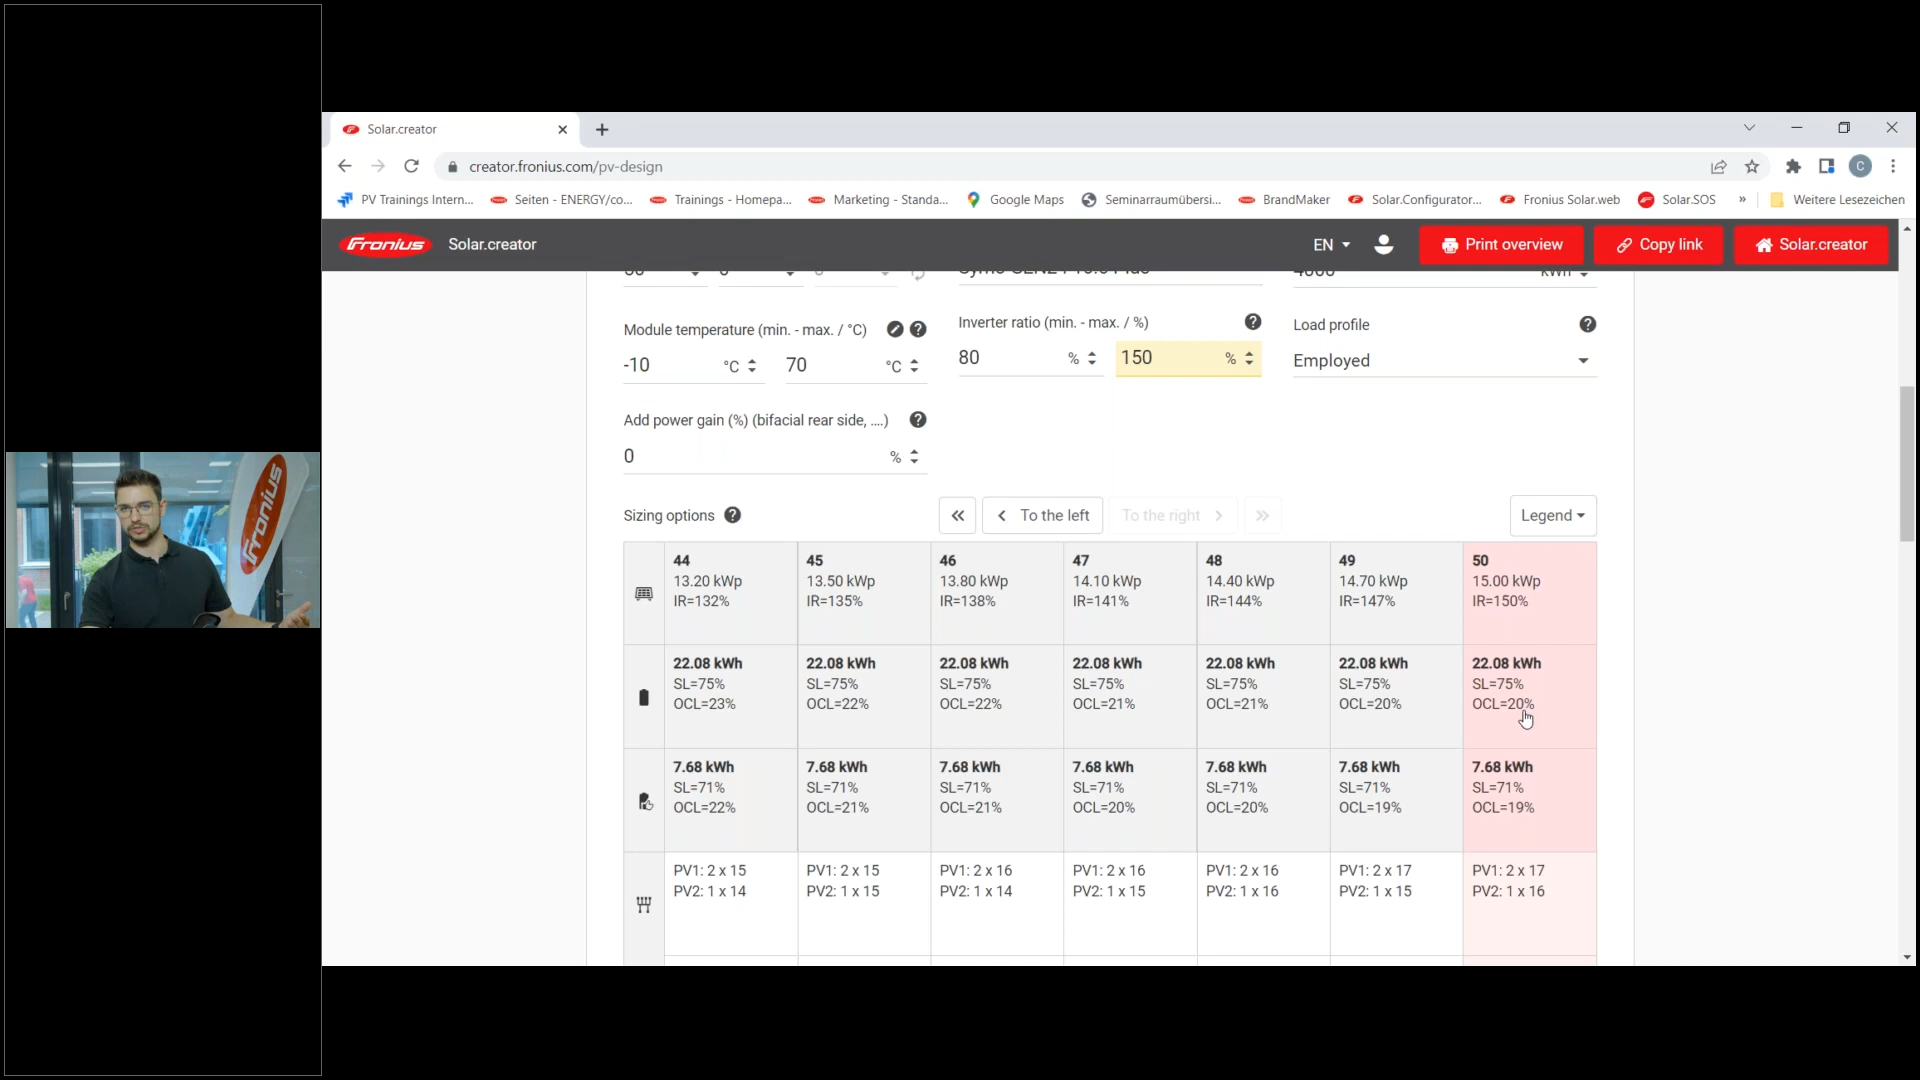 Solar.creator
creator.fronius.com/pv-design
C
PV Trainings Intern...
Seiten - ENERGY/co...
Trainings - Homepa...
Marketing - Standa...
Google Maps
Seminarraumübersi...
BrandMaker
Solar.Configurator...
Fronius Solar.web
Solar.SOS
»
Weitere Lesezeichen
Fronius
Solar.creator
EN
Print overview
Copy link
Solar.creator
kWh
Module temperature (min. - max. / °C)
-10 °C 70 °C
Inverter ratio (min. - max. / %)
80 % 150 %
Load profile
Employed
Add power gain (%) (bifacial rear side, ....)
0 %
Sizing options
To the left
To the right
Legend
44 45 46 47 48 49 50
13.20 kWp 13.50 kWp 13.80 kWp 14.10 kWp 14.40 kWp 14.70 kWp 15.00 kWp
IR=132% IR=135% IR=138% IR=141% IR=144% IR=147% IR=150%
22.08 kWh 22.08 kWh 22.08 kWh 22.08 kWh 22.08 kWh 22.08 kWh 22.08 kWh
SL=75% SL=75% SL=75% SL=75% SL=75% SL=75% SL=75%
OCL=23% OCL=22% OCL=22% OCL=21% OCL=21% OCL=20% OCL=20%
7.68 kWh 7.68 kWh 7.68 kWh 7.68 kWh 7.68 kWh 7.68 kWh 7.68 kWh
SL=71% SL=71% SL=71% SL=71% SL=71% SL=71% SL=71%
OCL=22% OCL=21% OCL=21% OCL=20% OCL=20% OCL=19% OCL=19%
PV1: 2 x 15 PV1: 2 x 15 PV1: 2 x 16 PV1: 2 x 16 PV1: 2 x 16 PV1: 2 x 17 PV1: 2 x 17
PV2: 1 x 14 PV2: 1 x 15 PV2: 1 x 14 PV2: 1 x 15 PV2: 1 x 16 PV2: 1 x 15 PV2: 1 x 16
Fronius